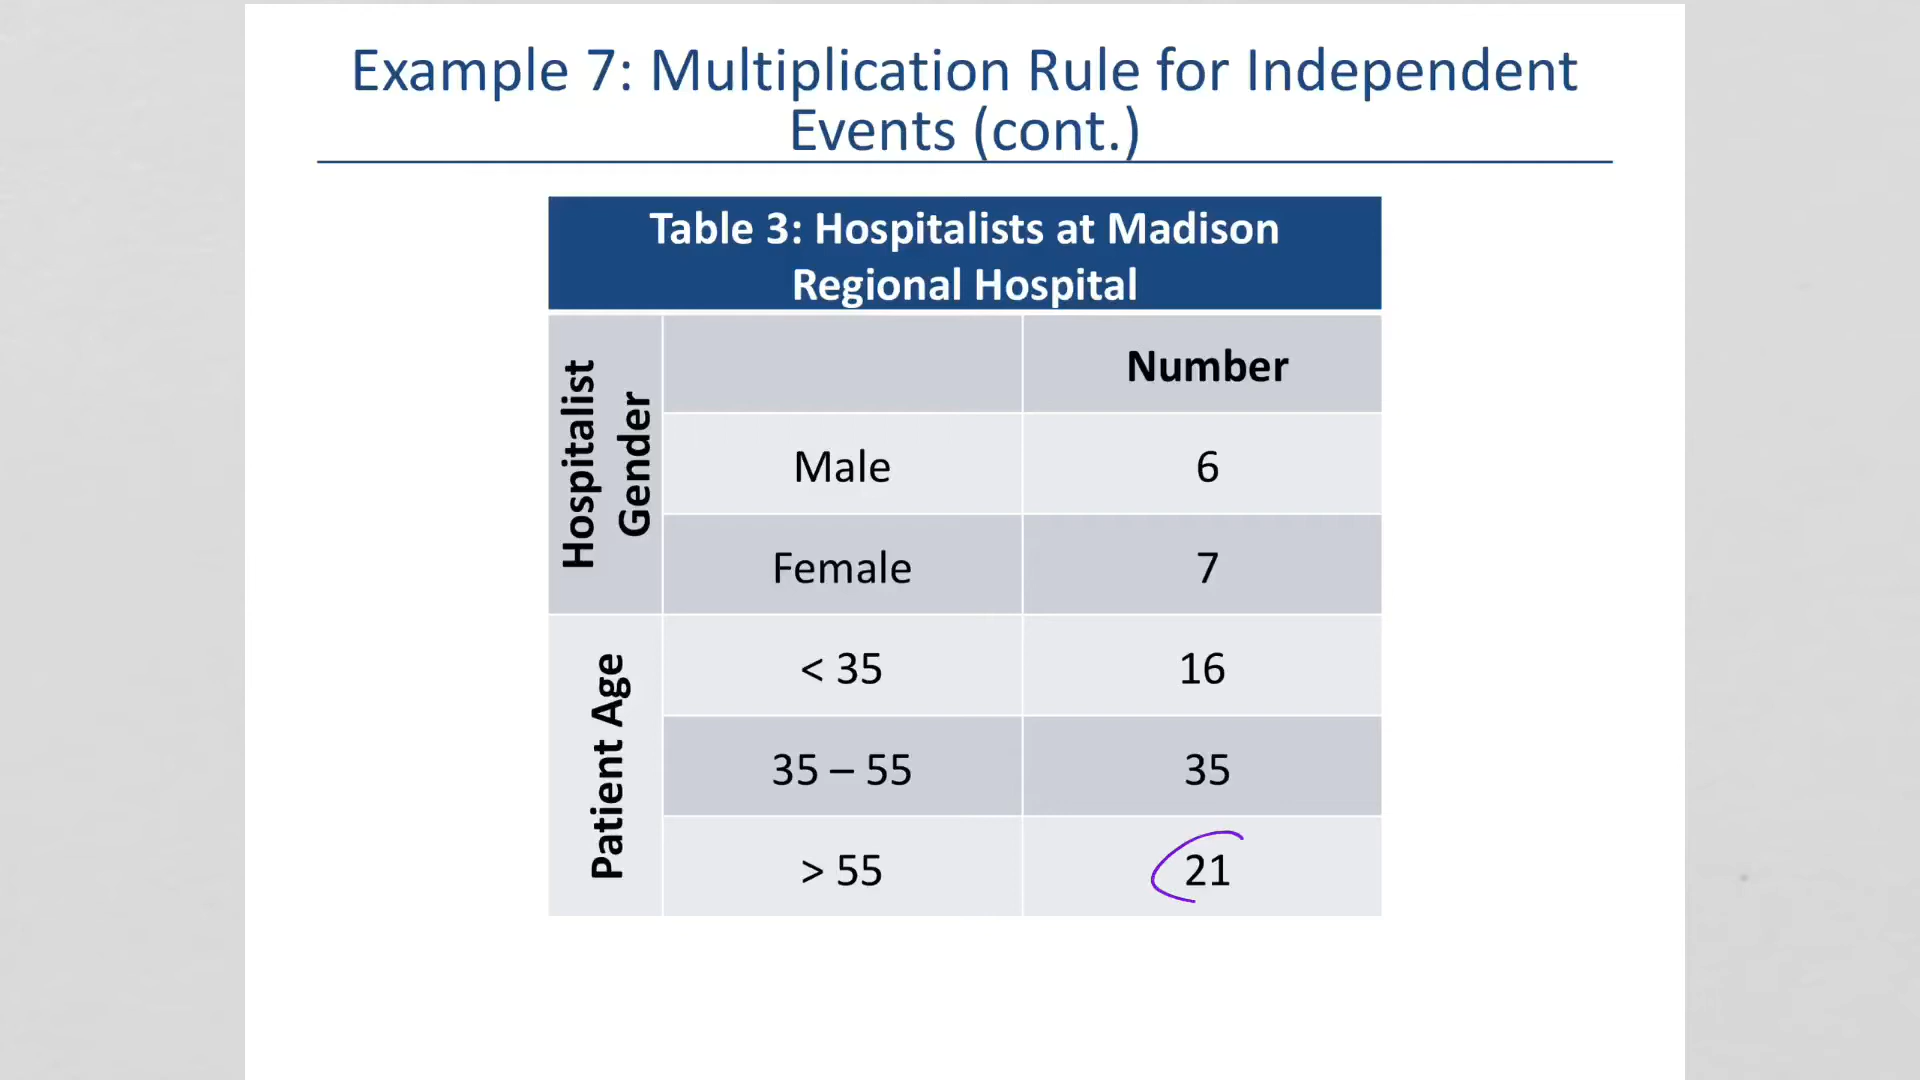 Example 7: Multiplication Rule for Independent
Events (cont.)
Table 3: Hospitalists at Madison
Regional Hospital
Hospitalist
Gender
Number
Male 6
Female 7
Patient Age
< 35 16
35 – 55 35
> 55 21